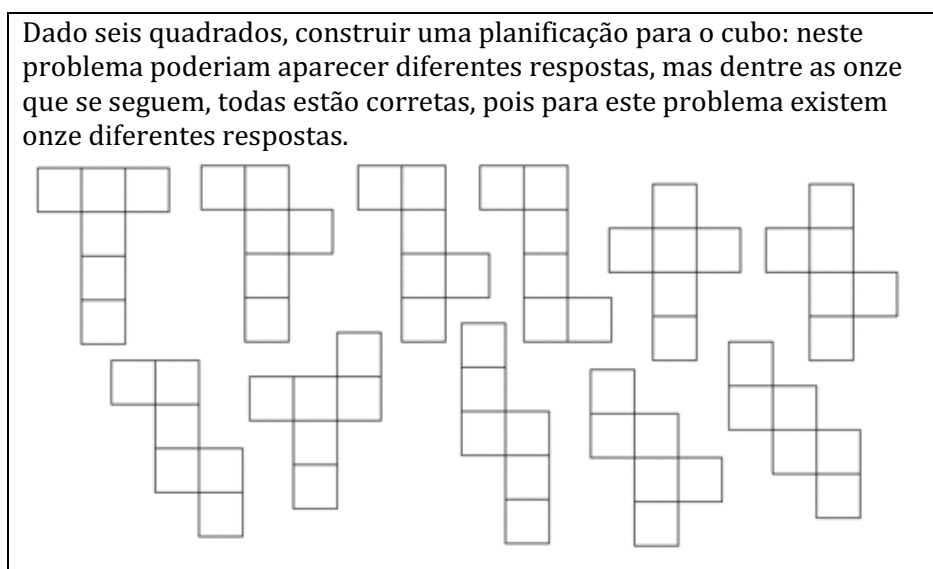 Dado seis quadrados, construir uma planificação para o cubo: neste
problema poderiam aparecer diferentes respostas, mas dentre as onze
que se seguem, todas estão corretas, pois para este problema existem
onze diferentes respostas.